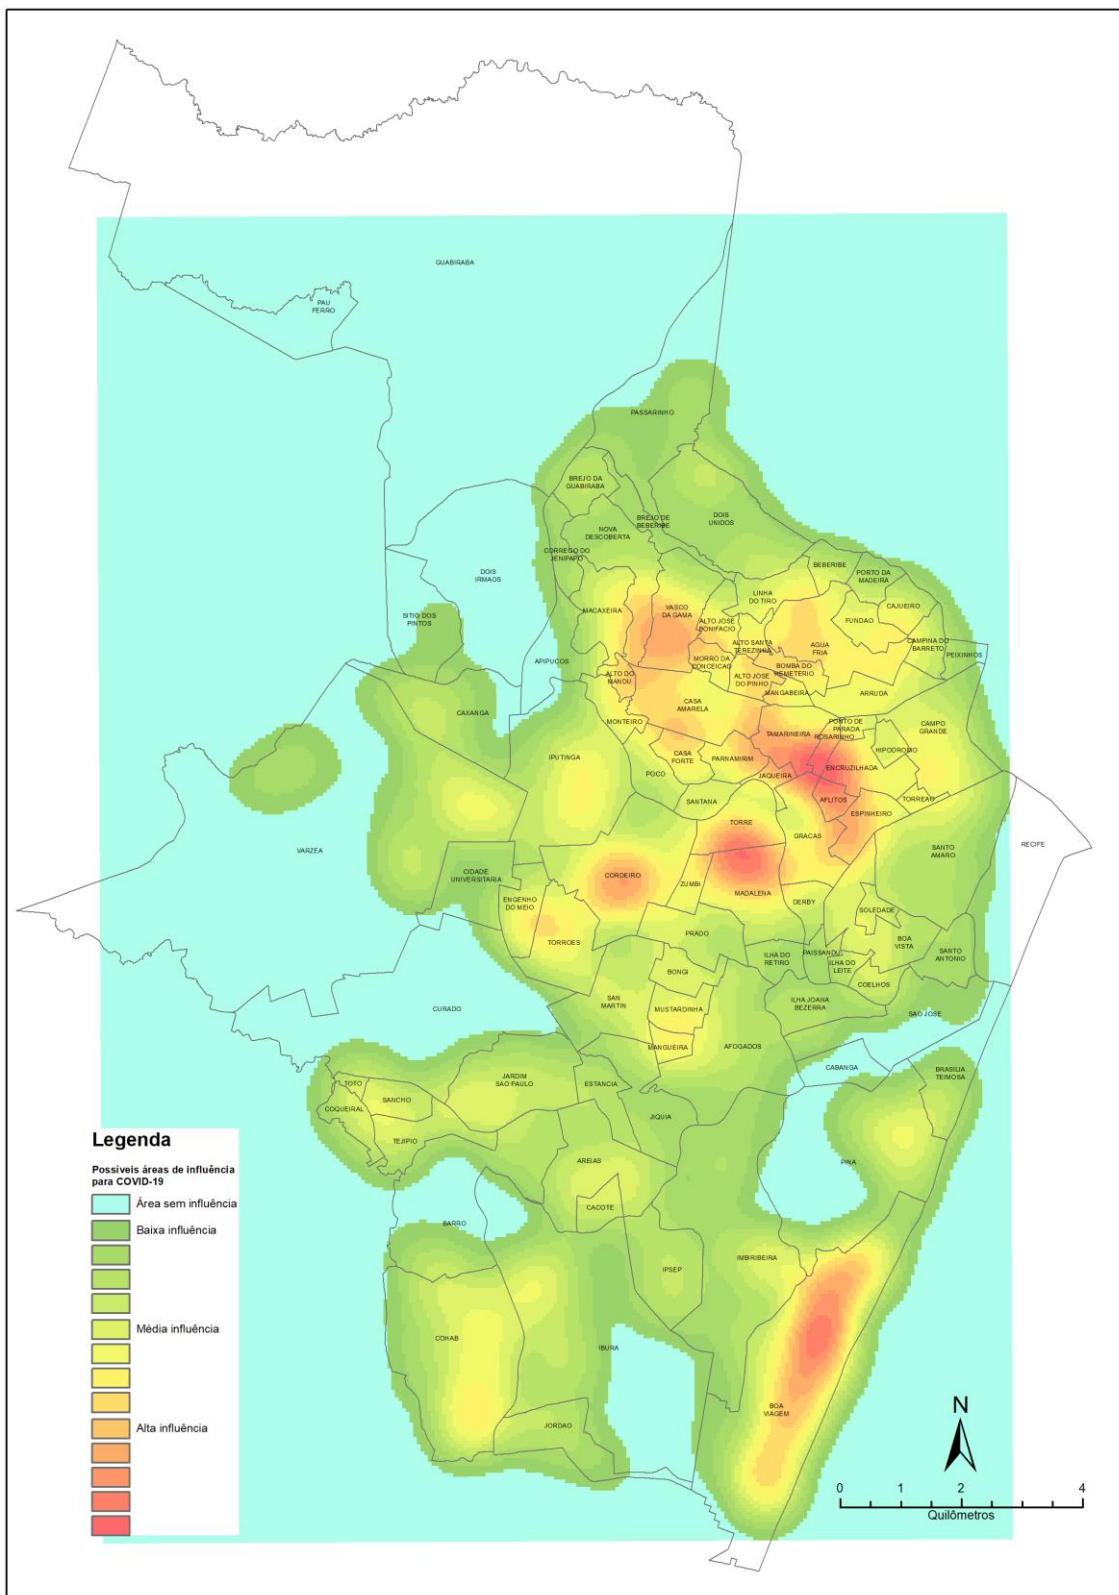 GUABIRABA
PAU
FERRO
PASSARINHO
BREJO DA
GUABIRABA
BREJO DE
BEBERIBE
DOIS
UNIDOS
NOVA
DESCOBERTA
CORREGO DO
JENIPAPO
DOIS
IRMAOS
BEBERIBE
PORTO DA
MADEIRA
LINHA
DO TIRO
CAJUEIRO
SITIO DOS
PINTOS
MACAXEIRA
VASCO
DA GAMA
ALTO JOSE
BONIFACIO
FUNDAO
ALTO SANTA
TEREZINHA
AGUA
FRIA
CAMPINA DO
BARRETO
PEIXINHOS
APIPUCOS
MORRO DA
CONCEICAO
BOMBA DO
HEMETERIO
ALTO DO
MANDU
ALTO JOSE
DO PINHO
MANGABEIRA
ARRUDA
CASA
AMARELA
CAXANGA
MONTEIRO
TAMARINEIRA
PONTO DE
PARADA
ROSARINHO
CAMPO
GRANDE
HIPODROMO
IPUTINGA
CASA
FORTE
PARNAMIRIM
POCO
JAQUEIRA
ENCRUZILHADA
SANTANA
AFLITOS
TORREAO
ESPINHEIRO
TORRE
GRACAS
VARZEA
SANTO
AMARO
RECIFE
CIDADE
UNIVERSITARIA
CORDEIRO
ZUMBI
MADALENA
ENGENHO
DO MEIO
DERBY
SOLEDADE
TORROES
PRADO
BOA
VISTA
ILHA DO
RETIRO
PAISSANDU
SANTO
ANTONIO
ILHA DO
LEITE
BONGI
COELHOS
SAN
MARTIN
ILHA JOANA
BEZERRA
CURADO
MUSTARDINHA
SAO JOSE
MANGUEIRA
AFOGADOS
CABANGA
BRASILIA
TEIMOSA
JARDIM
SAO PAULO
TOTO
ESTANCIA
SANCHO
COQUEIRAL
JIQUIA
TEJIPIO
AREIAS
PINA
CACOTE
BARRO
IMBIRIBEIRA
IPSEP
COHAB
IBURA
BOA
VIAGEM
JORDAO
Legenda
Possíveis áreas de influência
para COVID-19
Área sem influência
Baixa influência
Média influência
Alta influência
N
0 1 2 4
Quilômetros